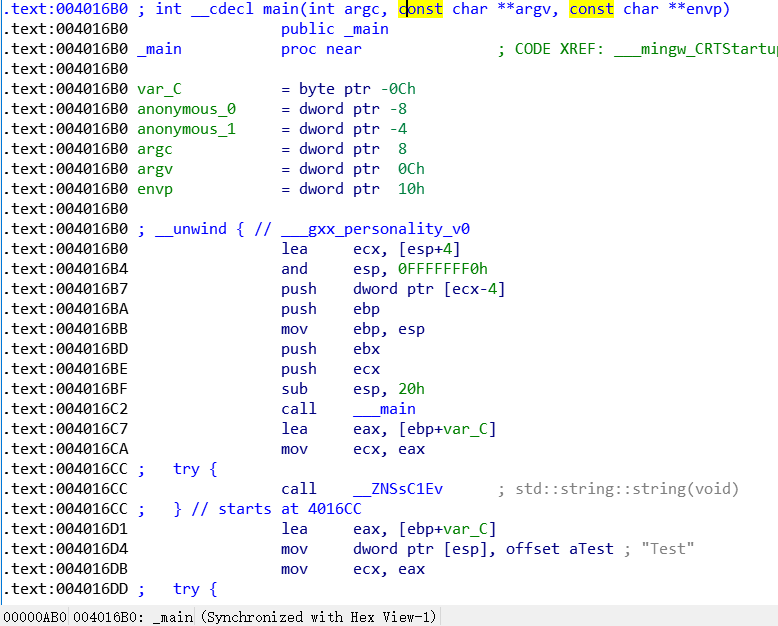 .text:004016B0 ; int __cdecl main(int argc, const char **argv, const char **envp)
.text:004016B0 public _main
.text:004016B0 _main proc near ; CODE XREF: ___mingw_CRTStartup
.text:004016B0
.text:004016B0 var_C = byte ptr -0Ch
.text:004016B0 anonymous_0 = dword ptr -8
.text:004016B0 anonymous_1 = dword ptr -4
.text:004016B0 argc = dword ptr 8
.text:004016B0 argv = dword ptr 0Ch
.text:004016B0 envp = dword ptr 10h
.text:004016B0
.text:004016B0 ; __unwind { // ___gxx_personality_v0
.text:004016B0 lea ecx, [esp+4]
.text:004016B4 and esp, 0FFFFFFF0h
.text:004016B7 push dword ptr [ecx-4]
.text:004016BA push ebp
.text:004016BB mov ebp, esp
.text:004016BD push ebx
.text:004016BE push ecx
.text:004016BF sub esp, 20h
.text:004016C2 call ___main
.text:004016C7 lea eax, [ebp+var_C]
.text:004016CA mov ecx, eax
.text:004016CC ; try {
.text:004016CC call __ZNSsC1Ev ; std::string::string(void)
.text:004016CC ; } // starts at 4016CC
.text:004016D1 lea eax, [ebp+var_C]
.text:004016D4 mov dword ptr [esp], offset aTest ; "Test"
.text:004016DB mov ecx, eax
.text:004016DD ; try {
00000AB0 004016B0: _main (Synchronized with Hex View-1)